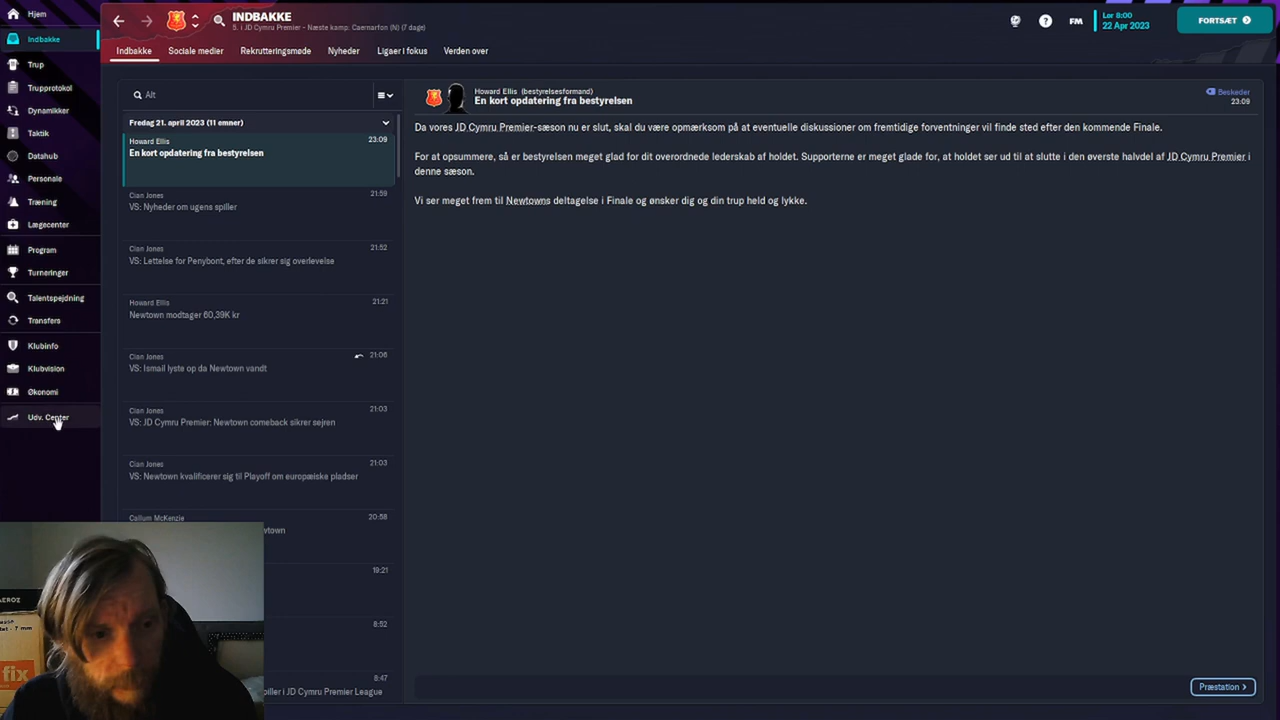 Hjem
Indbakke
Trup
Trupprotokol
Dynamikker
Taktik
Datahub
Personale
Træning
Lægecenter
Program
Turneringer
Talentspejdning
Transfers
Klubinfo
Klubvision
Økonomi
Udv. Center
INDBAKKE
5. i JD Cymru Premier - Næste kamp: Caernarfon (N) (7 dage)
FM
Lør 8:00
22 Apr 2023
FORTSÆT
Indbakke Sociale medier Rekrutteringsmøde Nyheder Ligaer i fokus Verden over
Alt
Fredag 21. april 2023 (11 emner)
Howard Ellis 23:09
En kort opdatering fra bestyrelsen
Cian Jones 21:59
VS: Nyheder om ugens spiller
Cian Jones 21:52
VS: Lettelse for Penybont, efter de sikrer sig overlevelse
Howard Ellis 21:21
Newtown modtager 60,39K kr
Cian Jones 21:06
VS: Ismail lyste op da Newtown vandt
Cian Jones 21:03
VS: JD Cymru Premier: Newtown comeback sikrer sejren
Cian Jones 21:03
VS: Newtown kvalificerer sig til Playoff om europæiske pladser
Callum McKenzie 20:58
19:21
8:52
8:47
piller i JD Cymru Premier League
Howard Ellis (bestyrelsesformand)
En kort opdatering fra bestyrelsen
Beskeder
23:09
Da vores JD Cymru Premier-sæson nu er slut, skal du være opmærksom på at eventuelle diskussioner om fremtidige forventninger vil finde sted efter den kommende Finale.
For at opsummere, så er bestyrelsen meget glad for dit overordnede lederskab af holdet. Supporterne er meget glade for, at holdet ser ud til at slutte i den øverste halvdel af JD Cymru Premier i
denne sæson.
Vi ser meget frem til Newtowns deltagelse i Finale og ønsker dig og din trup held og lykke.
Præstation
fix